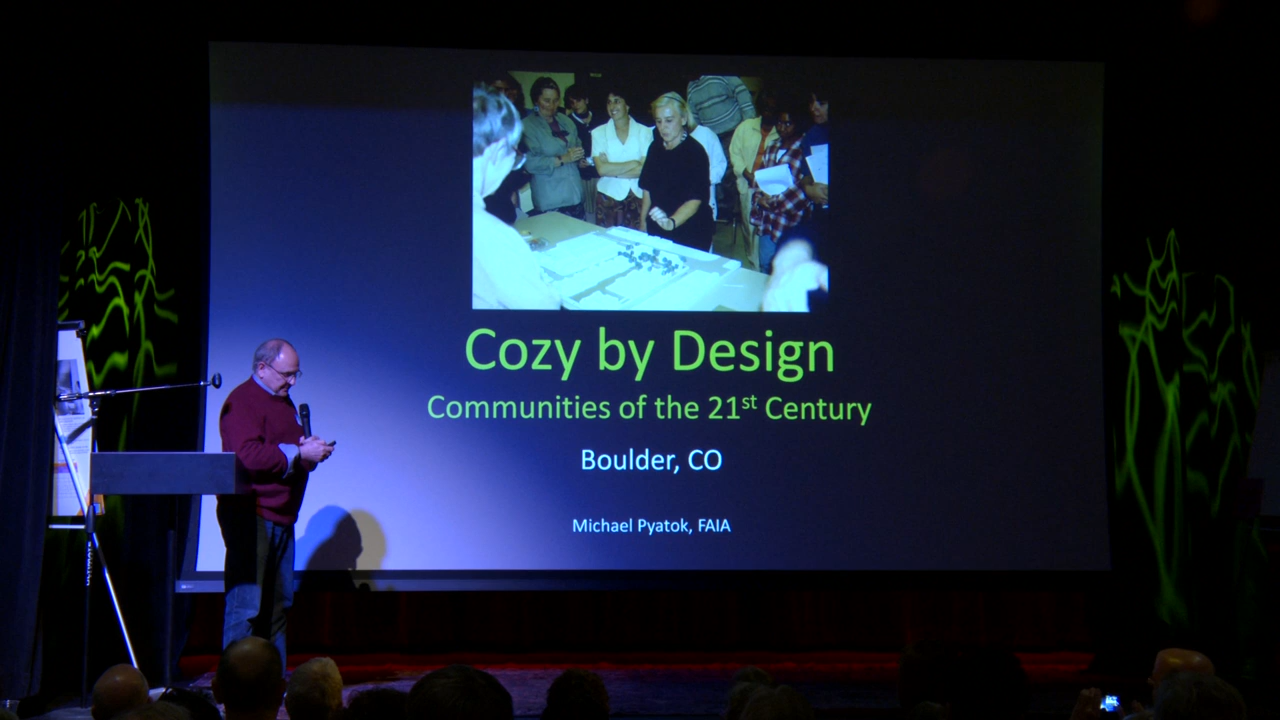 Cozy by Design
Communities of the 21st Century
Boulder, CO
Michael Pyatok, FAIA